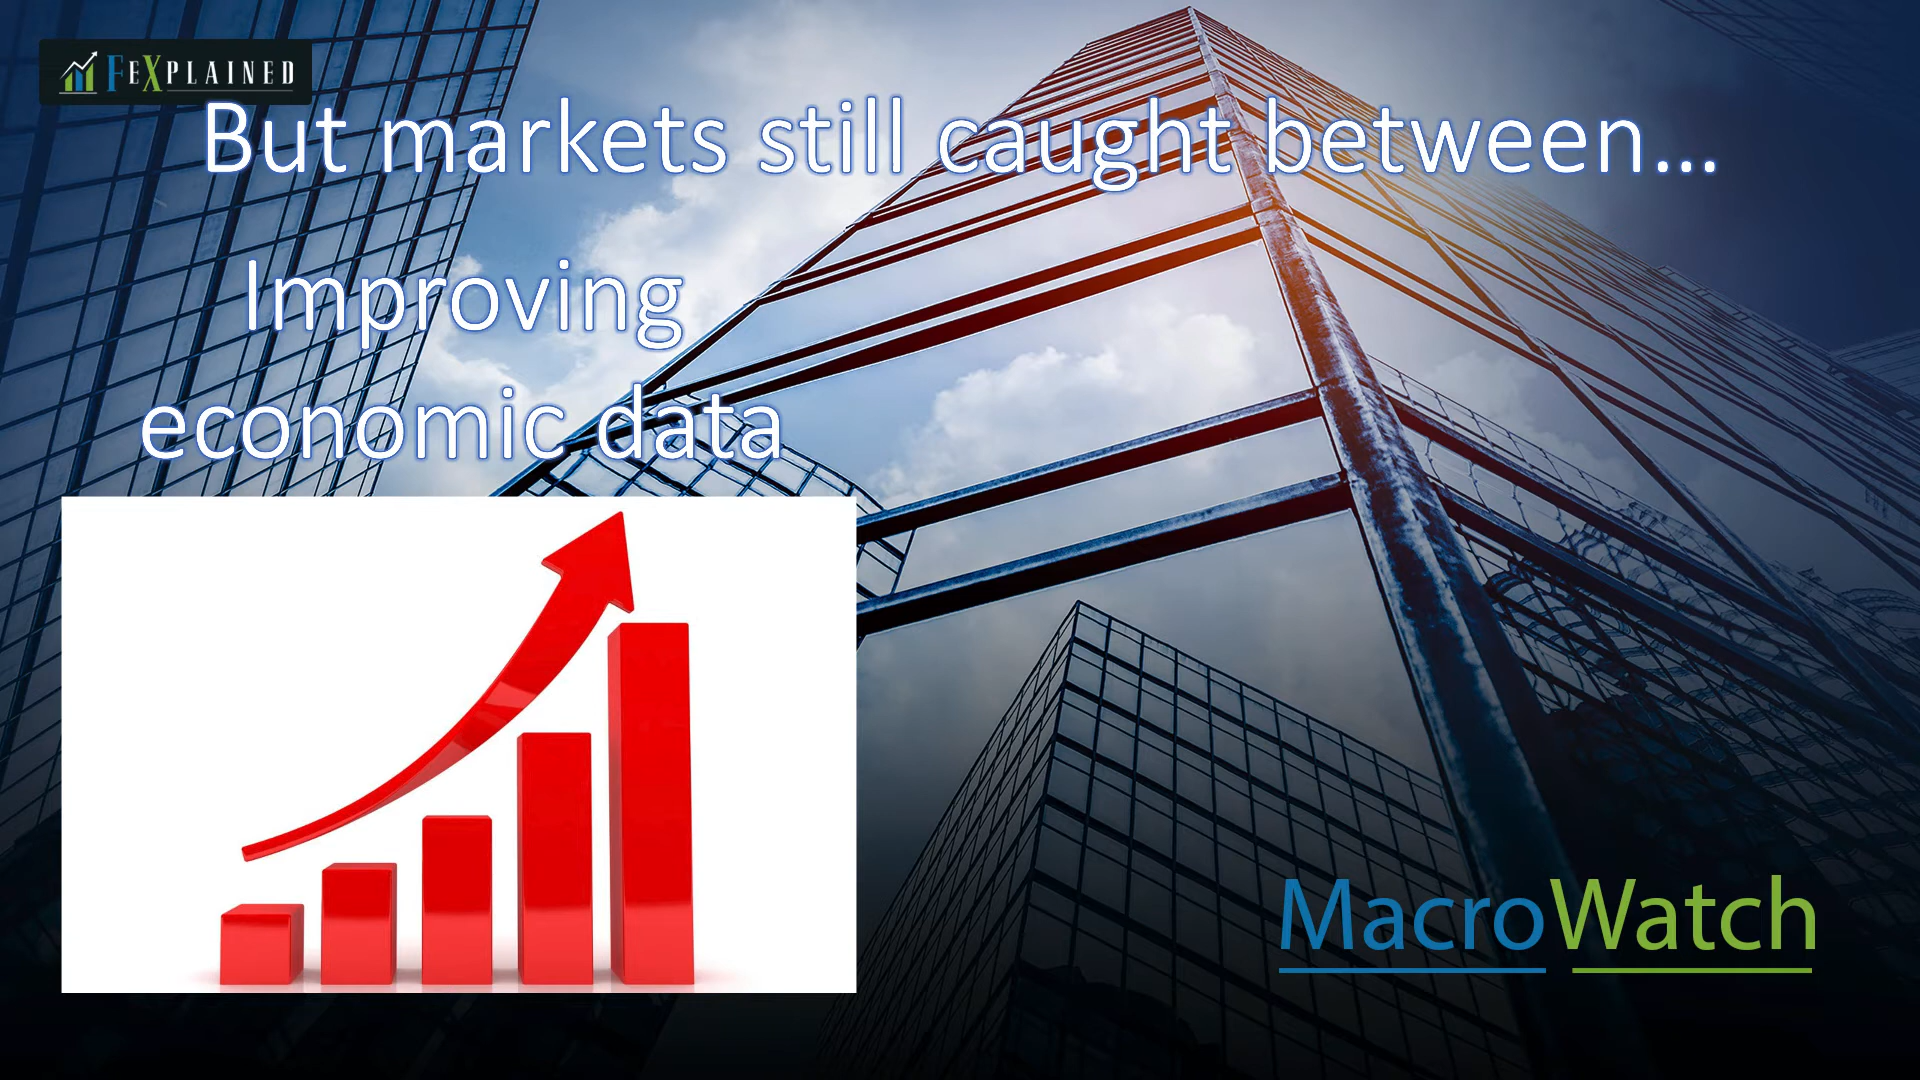 FEXPLAINED
But markets still caught between...
Improving
economic data
MacroWatch